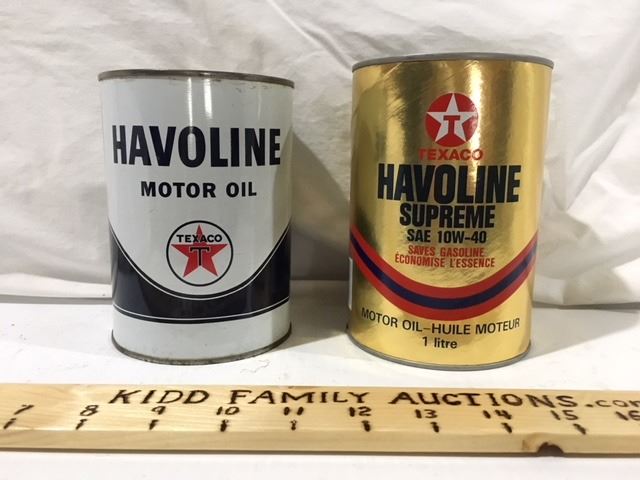 HAVOLINE
MOTOR OIL
TEXACO
T
T
TEXACO
HAVOLINE
SUPREME
SAE 10W-40
SAVES GASOLINE
ÉCONOMISE L'ESSENCE
MOTOR OIL-HUILE MOTEUR
1 litre
KIDD FAMILY AUCTIONS.com
7 8 9 10 11 12 13 14 15 16